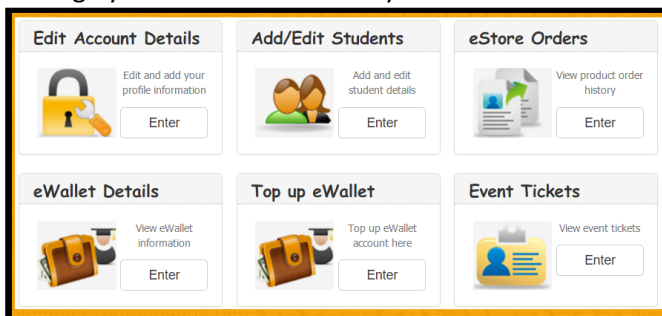 Edit Account Details
Edit and add your
profile information
Enter
Add/Edit Students
Add and edit
student details
Enter
eStore Orders
View product order
history
Enter
eWallet Details
View eWallet
information
Enter
Top up eWallet
Top up eWallet
account here
Enter
Event Tickets
View event tickets
Enter